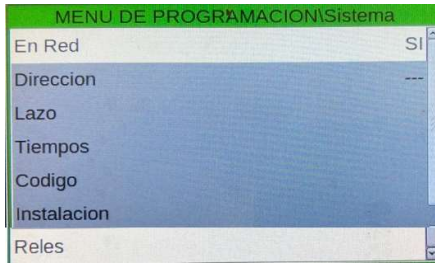 MENU DE PROGRAMACION\Sistema
En Red SI
Direccion ---
Lazo
Tiempos
Codigo
Instalacion
Reles